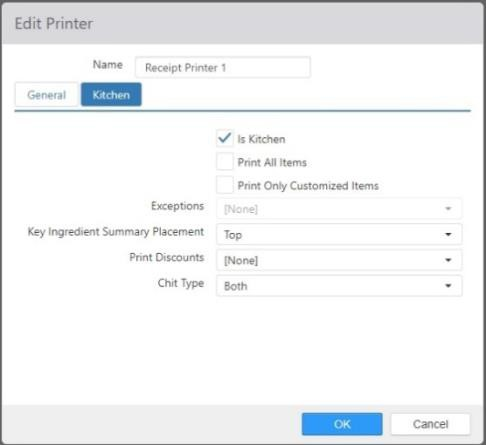 Edit Printer
Name Receipt Printer 1
General Kitchen
Is Kitchen
Print All Items
Print Only Customized Items
Exceptions [None]
Key Ingredient Summary Placement Top
Print Discounts [None]
Chit Type Both
OK Cancel